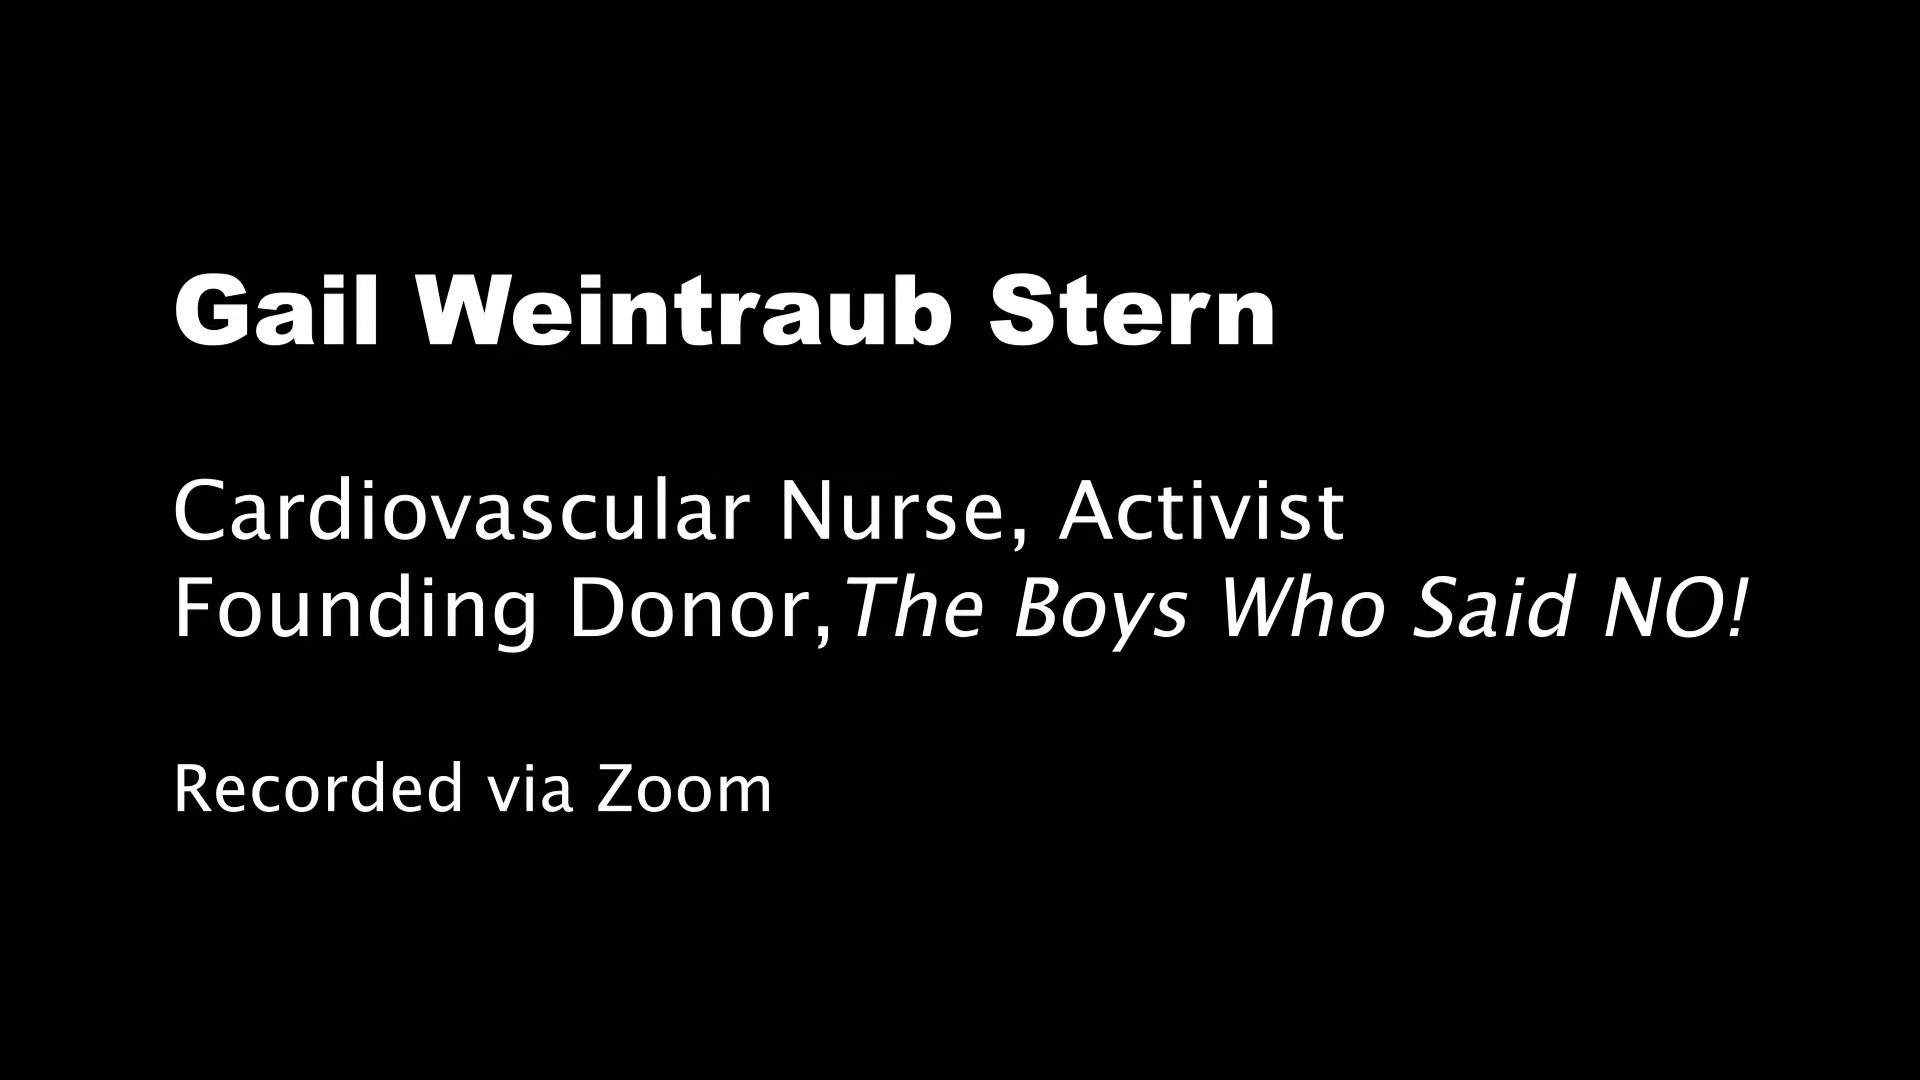 Gail Weintraub Stern
Cardiovascular Nurse, Activist
Founding Donor,The Boys Who Said NO!
Recorded via Zoom